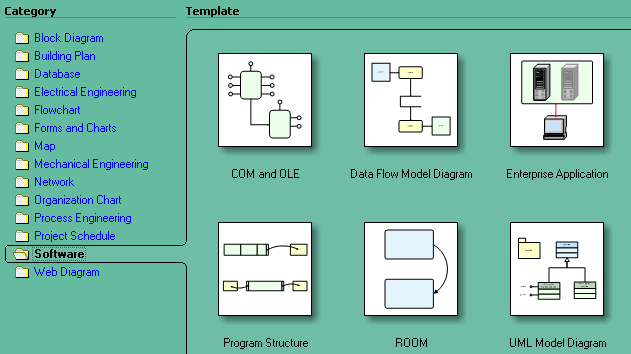 Category
Template
Block Diagram
Building Plan
Database
Electrical Engineering
Flowchart
Forms and Charts
Map
Mechanical Engineering
Network
Organization Chart
Process Engineering
Project Schedule
Software
Web Diagram
COM and OLE
Data Flow Model Diagram
Enterprise Application
Program Structure
ROOM
UML Model Diagram